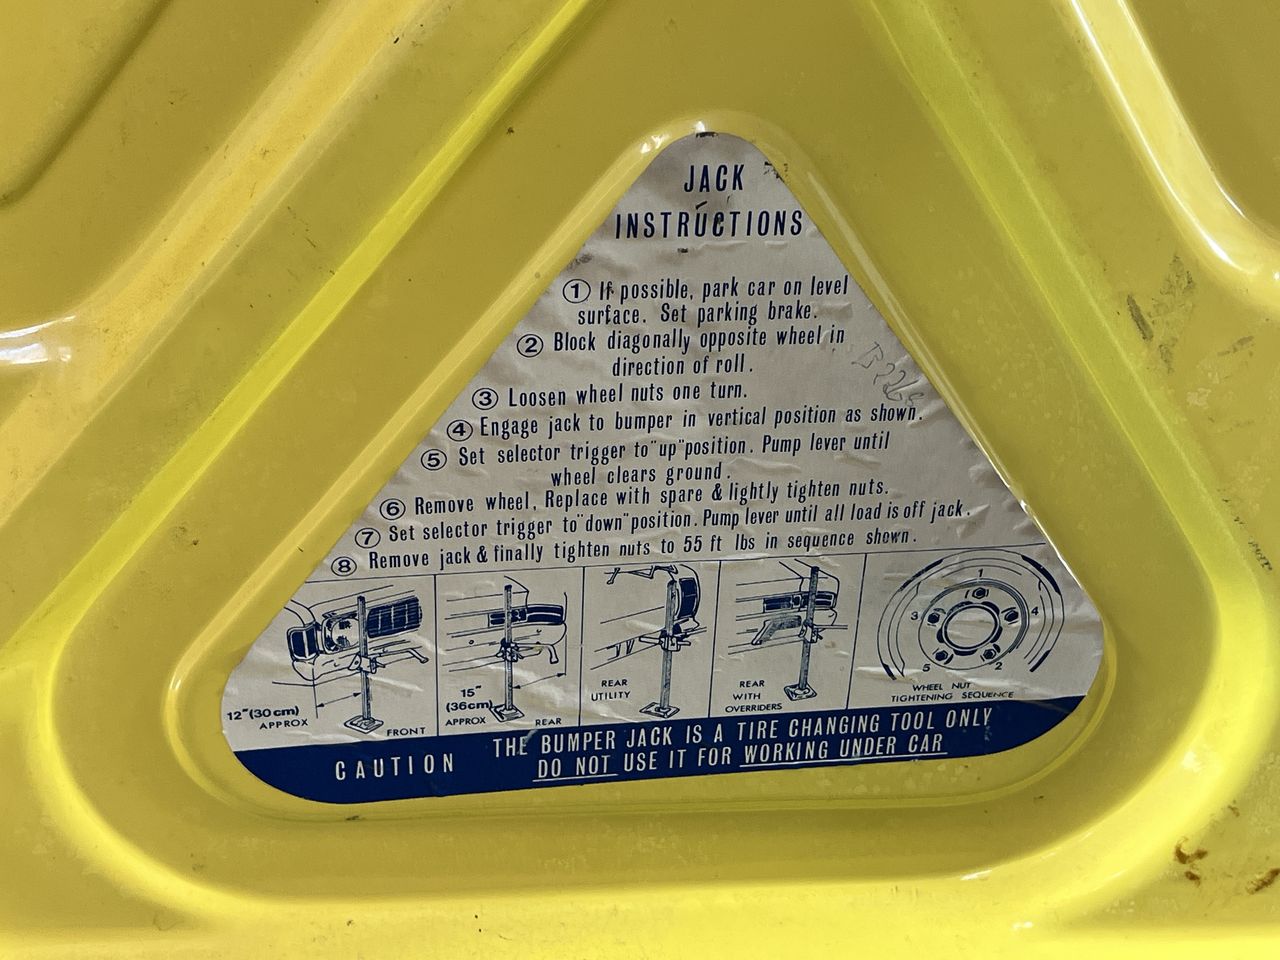 JACK
INSTRUCTIONS
1 If possible, park car on level
surface. Set parking brake.
2 Block diagonally opposite wheel in
direction of roll.
3 Loosen wheel nuts one turn.
4 Engage jack to bumper in vertical position as shown.
5 Set selector trigger to "up" position. Pump lever until
wheel clears ground.
6 Remove wheel, Replace with spare & lightly tighten nuts.
7 Set selector trigger to "down" position. Pump lever until all load is off jack.
8 Remove jack & finally tighten nuts to 55 ft lbs in sequence shown.
12" (30 cm)
APPROX
FRONT
15"
(36cm)
APPROX
REAR
REAR
UTILITY
REAR
WITH
OVERRIDERS
1
3
4
5
2
WHEEL NUT
TIGHTENING SEQUENCE
CAUTION
THE BUMPER JACK IS A TIRE CHANGING TOOL ONLY
DO NOT USE IT FOR WORKING UNDER CAR